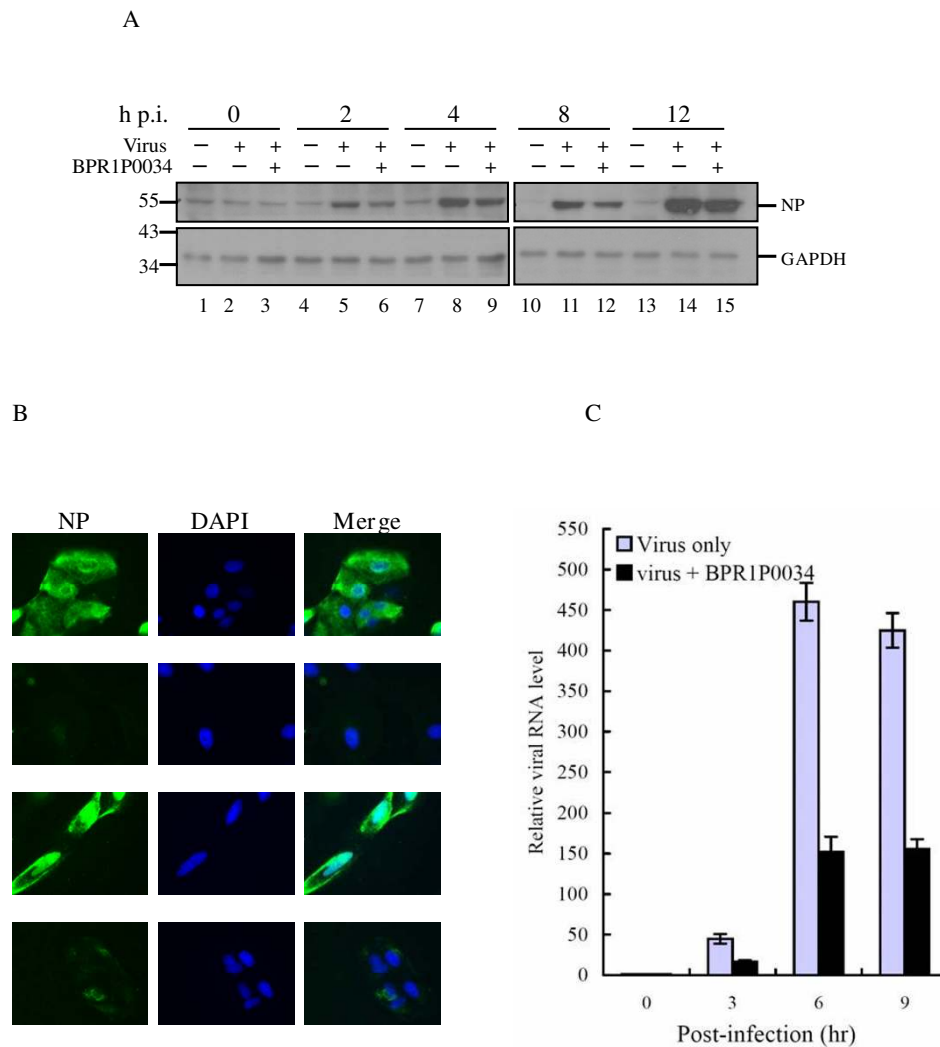 A
h p.i. 0 2 4 8 12
Virus − + + − + + − + + − + + − + +
BPR1P0034 − − + − − + − − + − − + − − +
55 NP
43
34 GAPDH
1 2 3 4 5 6 7 8 9 10 11 12 13 14 15
B
C
NP DAPI Merge
550
500
450
400
350
300
250
200
150
100
50
0
Relative viral RNA level
Virus only
virus + BPR1P0034
0 3 6 9
Post-infection (hr)